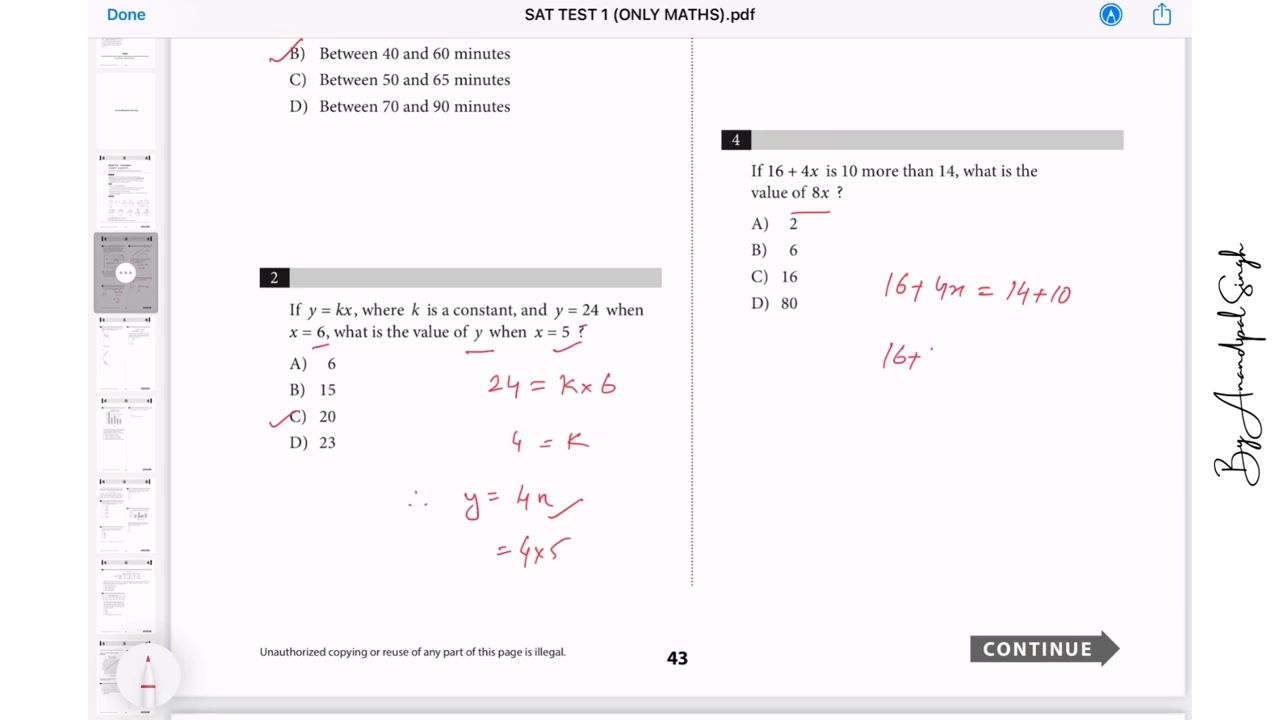 Done
SAT TEST 1 (ONLY MATHS).pdf
B) Between 40 and 60 minutes
C) Between 50 and 65 minutes
D) Between 70 and 90 minutes
2
If y = kx, where k is a constant, and y = 24 when
x = 6, what is the value of y when x = 5 ?
A) 6
B) 15
C) 20
D) 23
24 = K × 6
4 = K
∴ y = 4x
= 4×5
4
If 16 + 4x is 10 more than 14, what is the
value of 8x ?
A) 2
B) 6
C) 16
D) 80
16 + 4x = 14 + 10
16+
Unauthorized copying or reuse of any part of this page is illegal.
43
CONTINUE
By Anandpal Singh